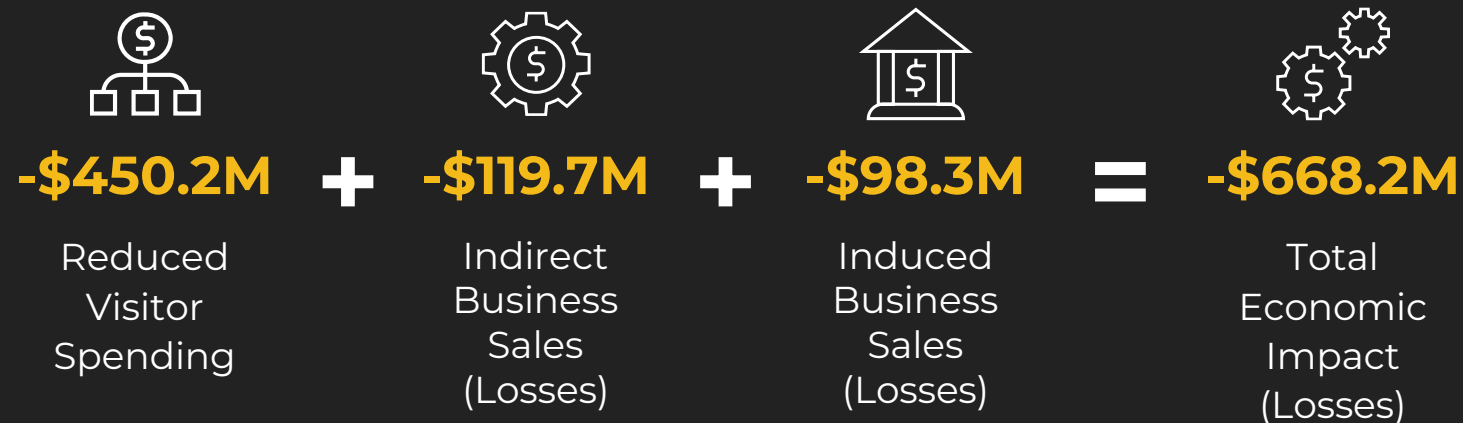 $
$
$
$
-$450.2M + -$119.7M + -$98.3M = -$668.2M
Reduced
Visitor
Spending
Indirect
Business
Sales
(Losses)
Induced
Business
Sales
(Losses)
Total
Economic
Impact
(Losses)